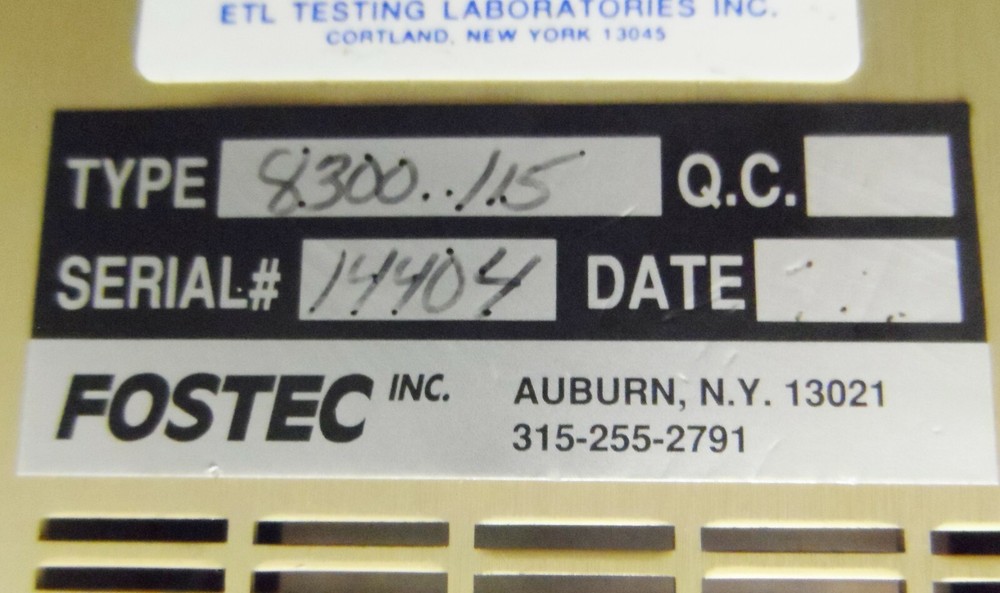 ETL TESTING LABORATORIES INC.
CORTLAND, NEW YORK 13045
TYPE 8300..115 Q.C.
SERIAL# 14404 DATE
FOSTEC INC. AUBURN, N.Y. 13021
315-255-2791